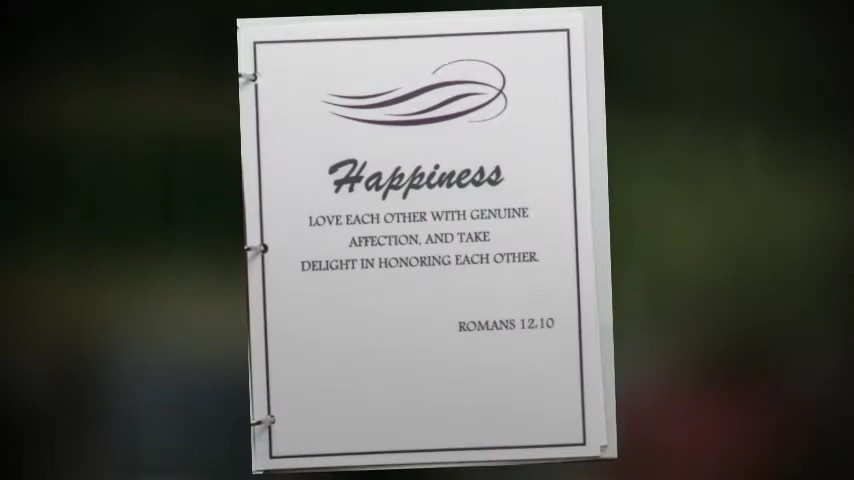 Happiness
LOVE EACH OTHER WITH GENUINE
AFFECTION, AND TAKE
DELIGHT IN HONORING EACH OTHER.
ROMANS 12:10